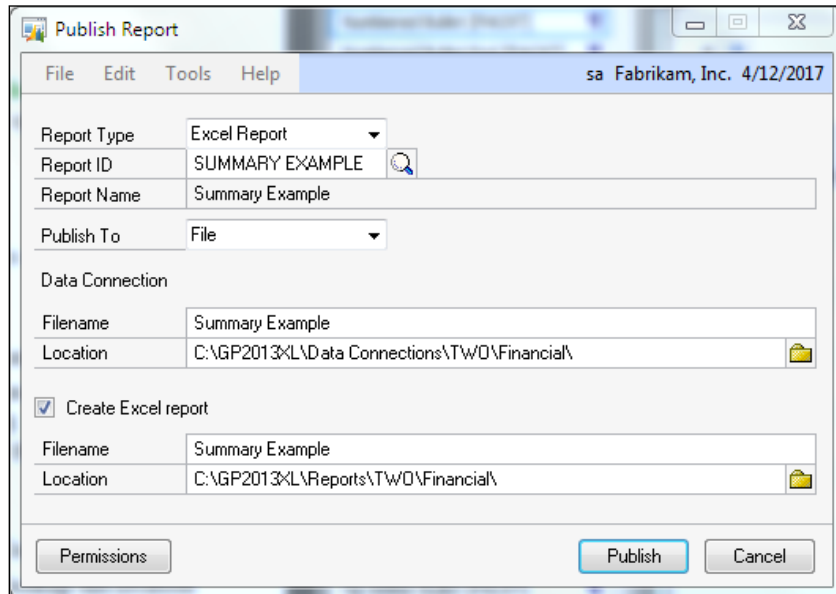 Publish Report
File Edit Tools Help sa Fabrikam, Inc. 4/12/2017
Report Type Excel Report
Report ID SUMMARY EXAMPLE
Report Name Summary Example
Publish To File
Data Connection
Filename Summary Example
Location C:\GP2013XL\Data Connections\TWO\Financial\
Create Excel report
Filename Summary Example
Location C:\GP2013XL\Reports\TWO\Financial\
Permissions Publish Cancel